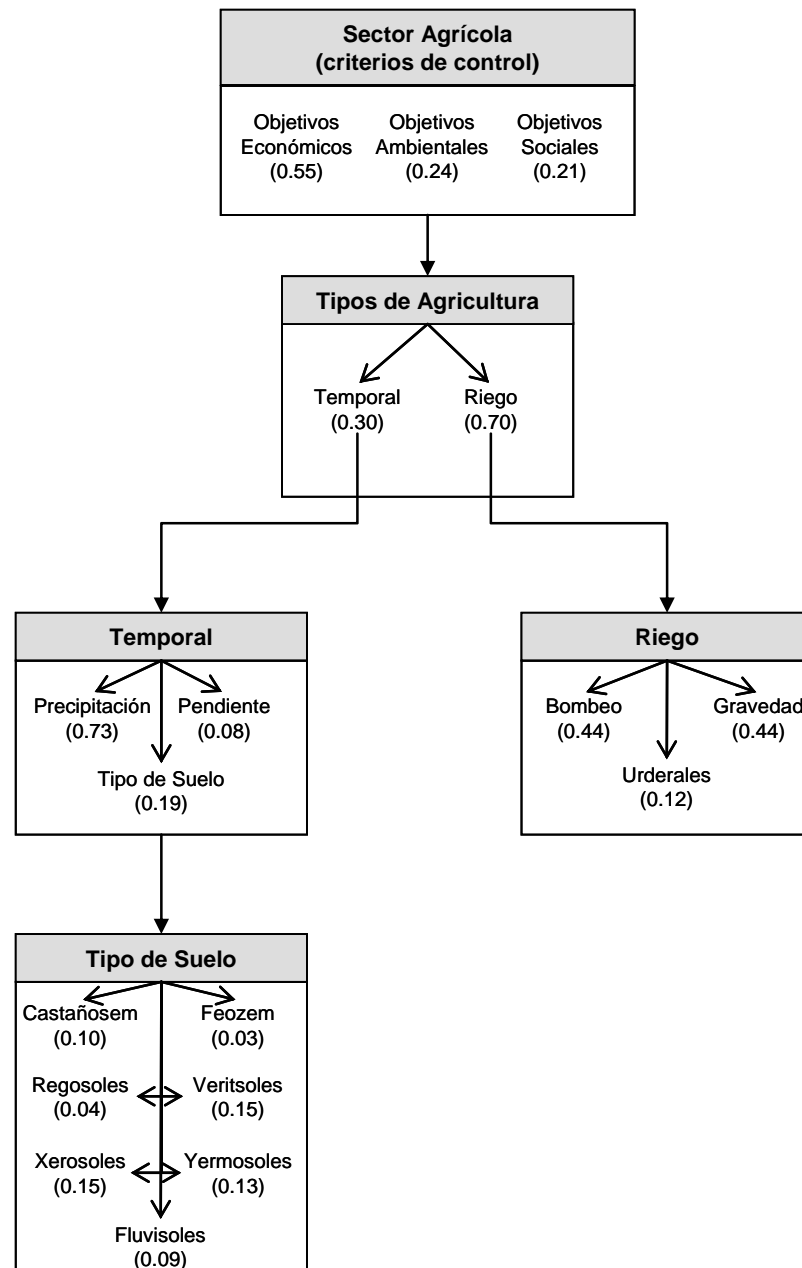 Sector Agrícola
(criterios de control)
Objetivos
Económicos
(0.55)
Objetivos
Ambientales
(0.24)
Objetivos
Sociales
(0.21)
Tipos de Agricultura
Temporal
(0.30)
Riego
(0.70)
Temporal
Precipitación
(0.73)
Pendiente
(0.08)
Tipo de Suelo
(0.19)
Riego
Bombeo
(0.44)
Gravedad
(0.44)
Urderales
(0.12)
Tipo de Suelo
Castañosem
(0.10)
Feozem
(0.03)
Regosoles
(0.04)
Veritsoles
(0.15)
Xerosoles
(0.15)
Yermosoles
(0.13)
Fluvisoles
(0.09)